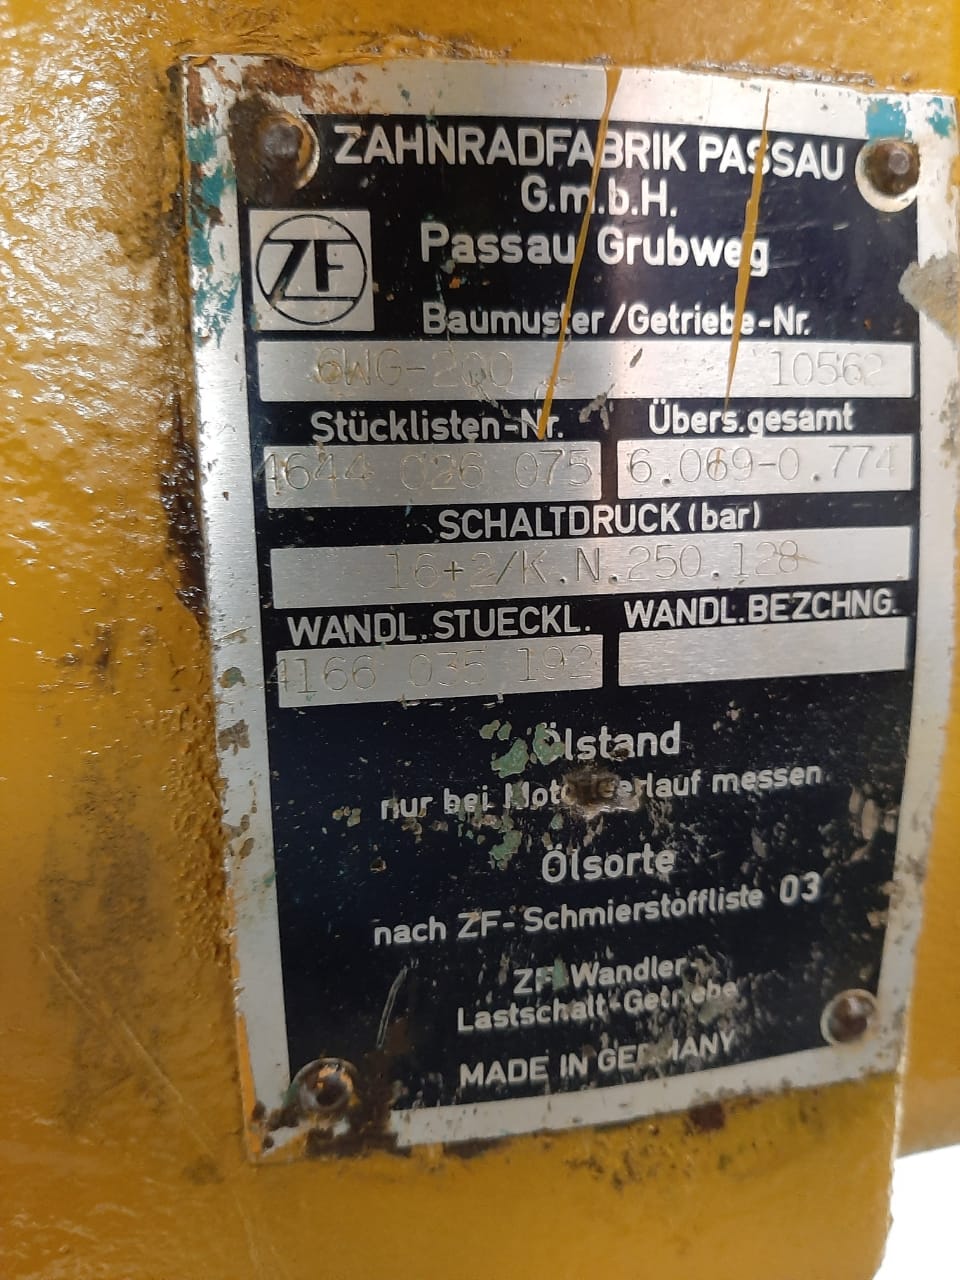 ZAHNRADFABRIK PASSAU
G.m.b.H.
Passau Grubweg
ZF
Baumuster/Getriebe-Nr.
6WG-200 10562
Stücklisten-Nr. Übers.gesamt
4644 026 075 6.069-0.774
SCHALTDRUCK (bar)
16+2/K.N.250.128
WANDL.STUECKL. WANDL.BEZCHNG.
4166 035 192
Ölstand
nur bei Motorleerlauf messen
Ölsorte
nach ZF-Schmierstoffliste 03
ZF-Wandler-
Lastschalt-Getriebe
MADE IN GERMANY